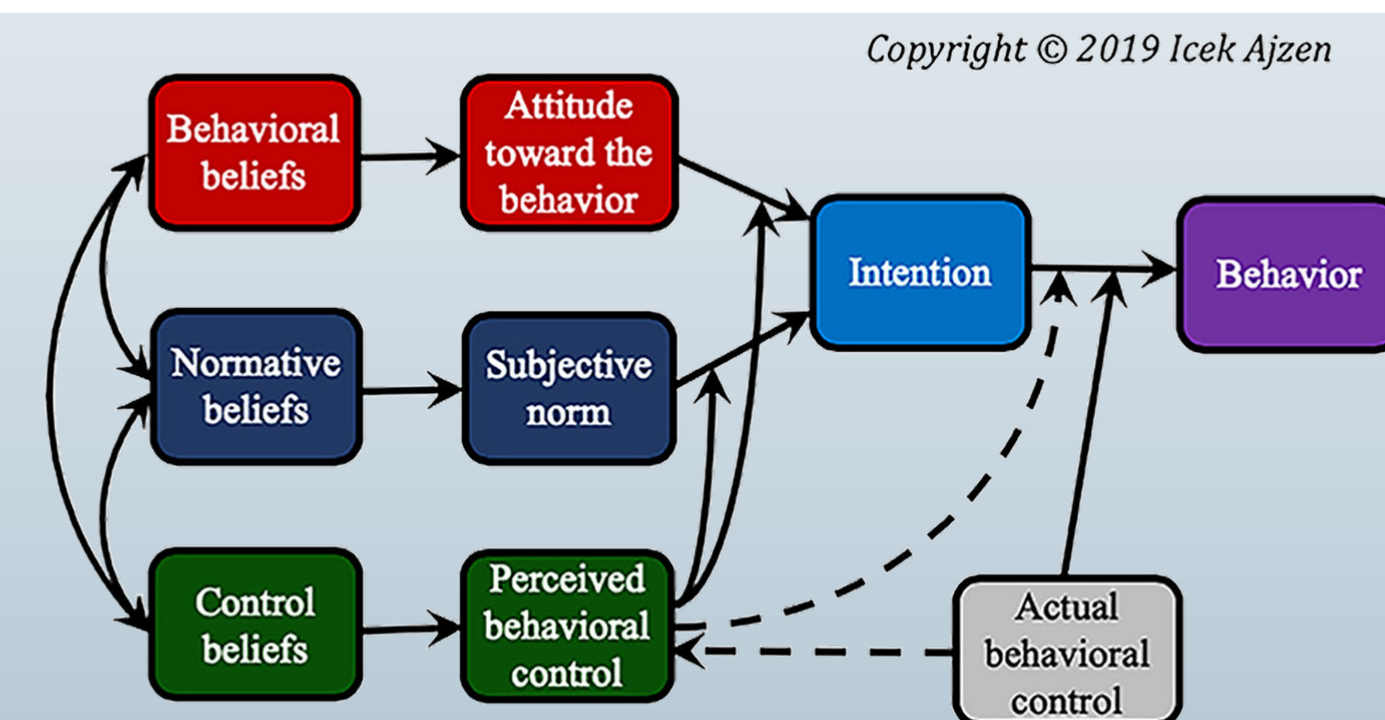 Copyright © 2019 Icek Ajzen
Behavioral
beliefs
Attitude
toward the
behavior
Intention
Behavior
Normative
beliefs
Subjective
norm
Control
beliefs
Perceived
behavioral
control
Actual
behavioral
control